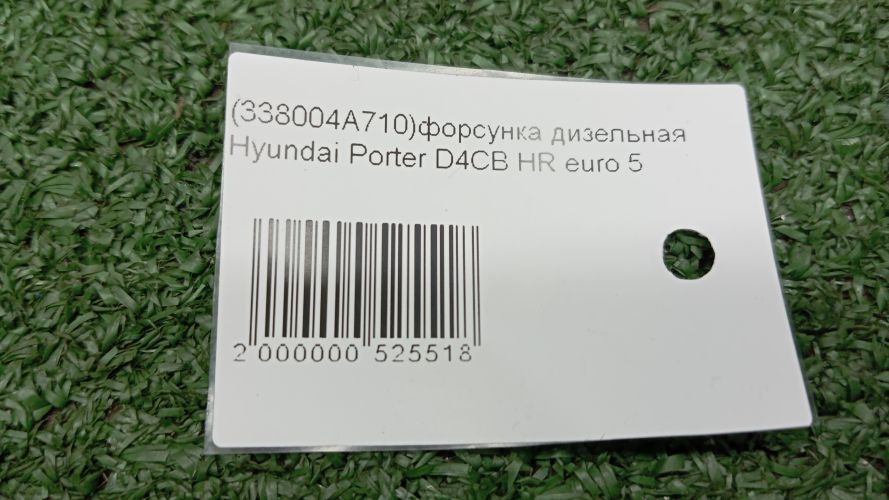 (338004A710)форсунка дизельная
Hyundai Porter D4CB HR euro 5
2 000000 525518